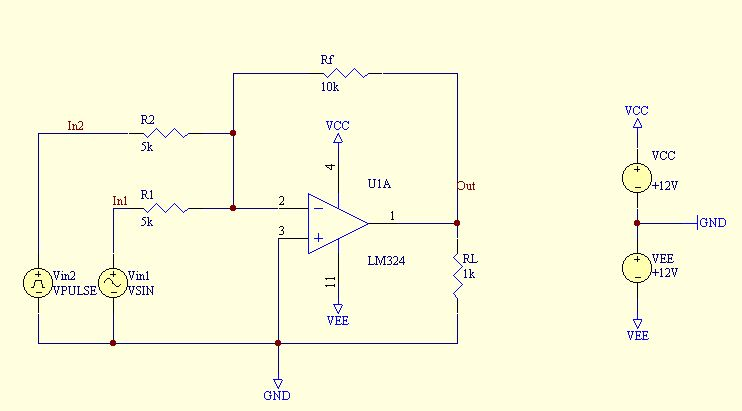 Rf
10k
VCC
VCC
R2
In2
5k
VCC
4
U1A
+12V
Out
R1
In1
2
5k
1
3
GND
LM324
RL
VEE
Vin2
Vin1
1k
+12V
VPULSE
VSIN
11
VEE
VEE
GND